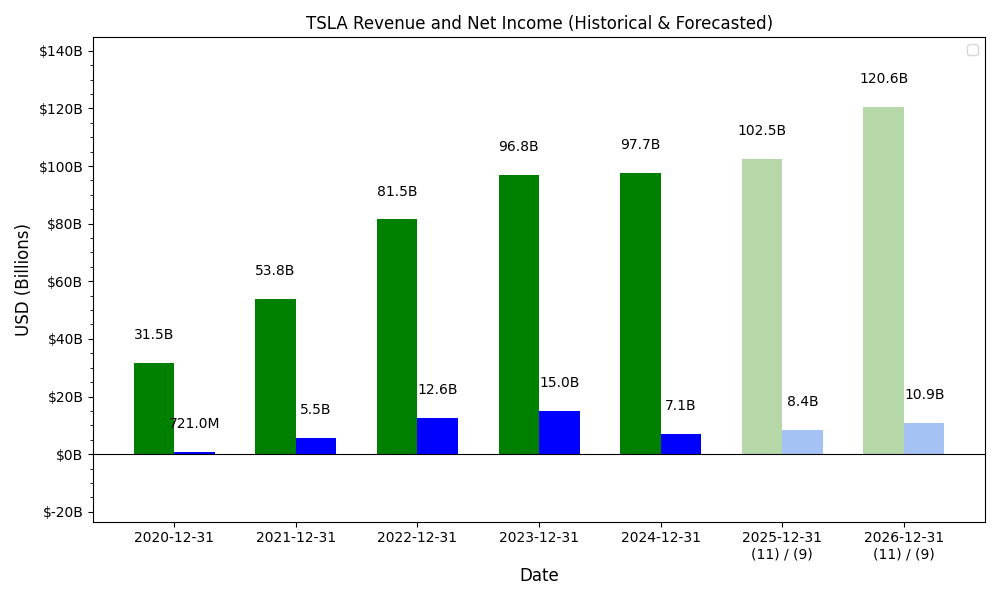 TSLA Revenue and Net Income (Historical & Forecasted)
$140B
$120B
$100B
$80B
$60B
$40B
$20B
$0B
$-20B
USD (Billions)
31.5B
721.0M
53.8B
5.5B
81.5B
12.6B
96.8B
15.0B
97.7B
7.1B
102.5B
8.4B
120.6B
10.9B
2020-12-31
2021-12-31
2022-12-31
2023-12-31
2024-12-31
2025-12-31
(11) / (9)
2026-12-31
(11) / (9)
Date